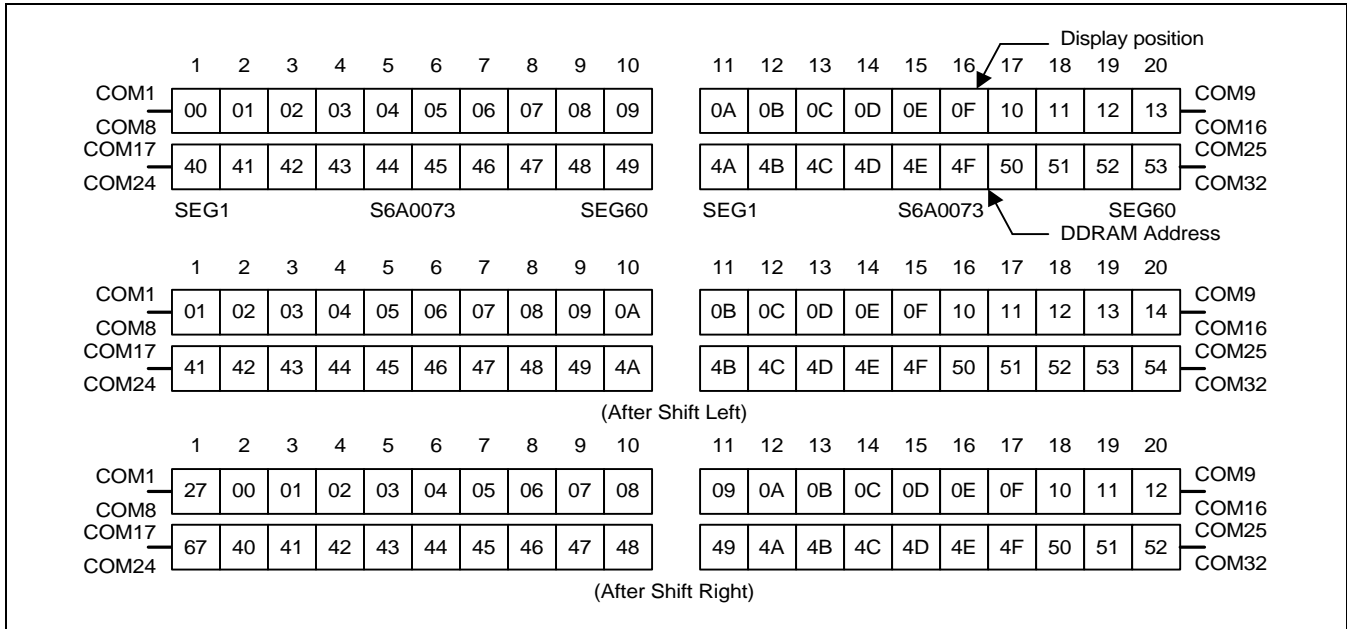 Display position
1 2 3 4 5 6 7 8 9 10 11 12 13 14 15 16 17 18 19 20
COM1 COM9
00 01 02 03 04 05 06 07 08 09 0A 0B 0C 0D 0E 0F 10 11 12 13
COM8 COM16
COM17 COM25
40 41 42 43 44 45 46 47 48 49 4A 4B 4C 4D 4E 4F 50 51 52 53
COM24 COM32
SEG1 S6A0073 SEG60 SEG1 S6A0073 SEG60
DDRAM Address
1 2 3 4 5 6 7 8 9 10 11 12 13 14 15 16 17 18 19 20
COM1 COM9
01 02 03 04 05 06 07 08 09 0A 0B 0C 0D 0E 0F 10 11 12 13 14
COM8 COM16
COM17 COM25
41 42 43 44 45 46 47 48 49 4A 4B 4C 4D 4E 4F 50 51 52 53 54
COM24 COM32
(After Shift Left)
1 2 3 4 5 6 7 8 9 10 11 12 13 14 15 16 17 18 19 20
COM1 COM9
27 00 01 02 03 04 05 06 07 08 09 0A 0B 0C 0D 0E 0F 10 11 12
COM8 COM16
COM17 COM25
67 40 41 42 43 44 45 46 47 48 49 4A 4B 4C 4D 4E 4F 50 51 52
COM24 COM32
(After Shift Right)